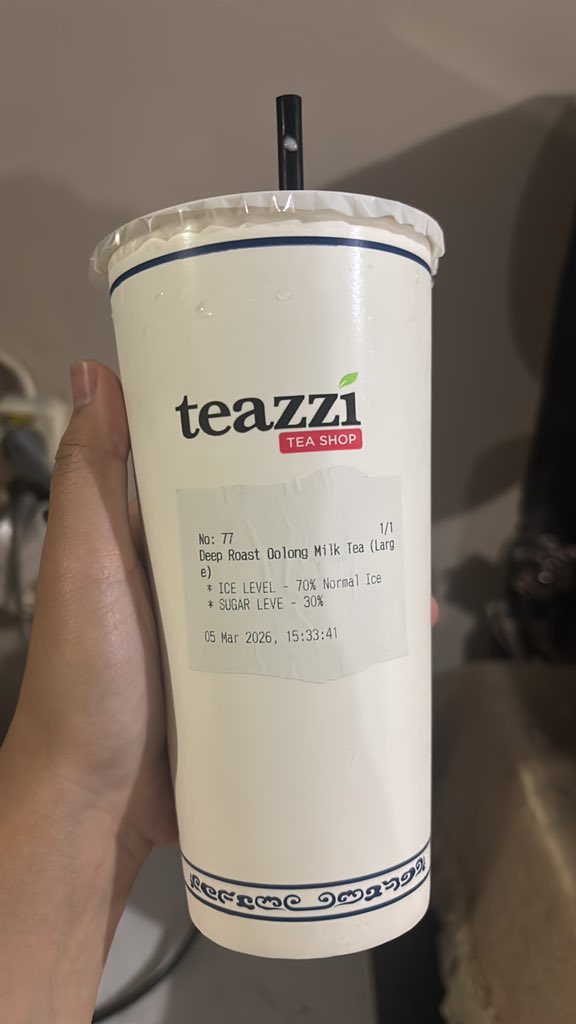 teazzi
TEA SHOP
No: 77 1/1
Deep Roast Oolong Milk Tea (Larg
e)
* ICE LEVEL - 70% Normal Ice
* SUGAR LEVE - 30%
05 Mar 2026, 15:33:41